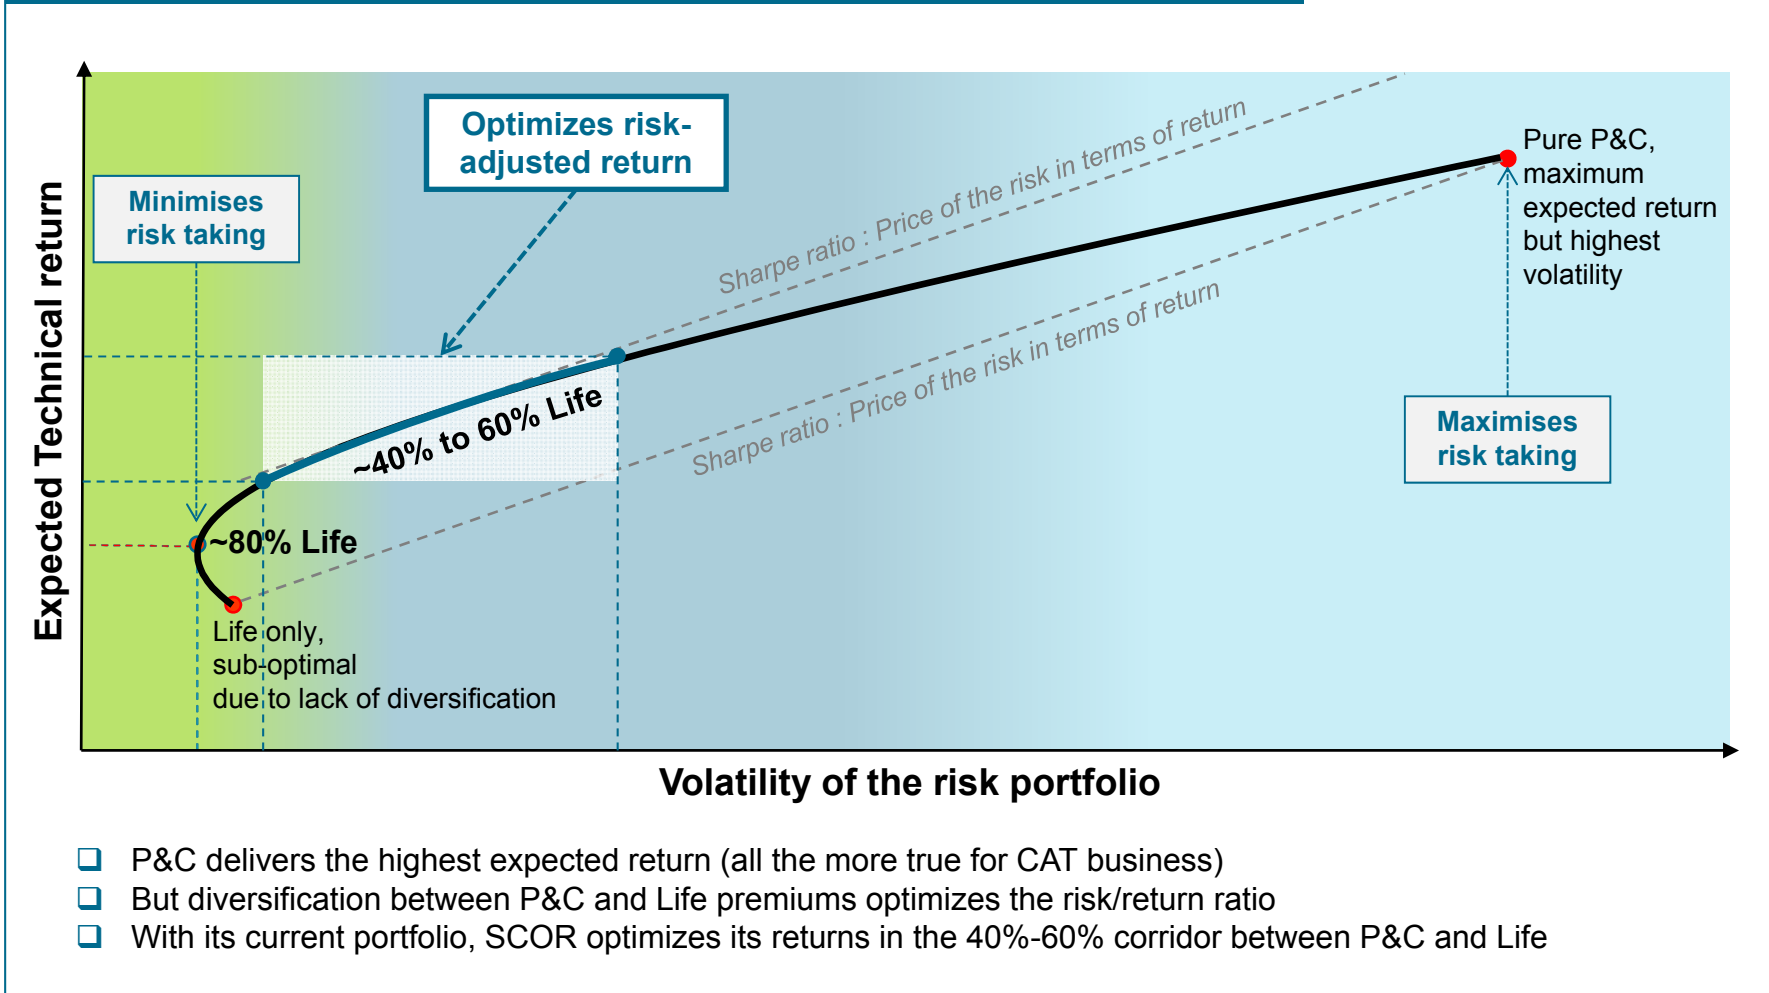 Optimizes risk-
adjusted return
Minimises
risk taking
Expected Technical return
Sharpe ratio : Price of the risk in terms of return
Pure P&C,
maximum
expected return
but highest
volatility
Sharpe ratio : Price of the risk in terms of return
~40% to 60% Life
Maximises
risk taking
~80% Life
Life only,
sub-optimal
due to lack of diversification
Volatility of the risk portfolio
❑ P&C delivers the highest expected return (all the more true for CAT business)
❑ But diversification between P&C and Life premiums optimizes the risk/return ratio
❑ With its current portfolio, SCOR optimizes its returns in the 40%-60% corridor between P&C and Life